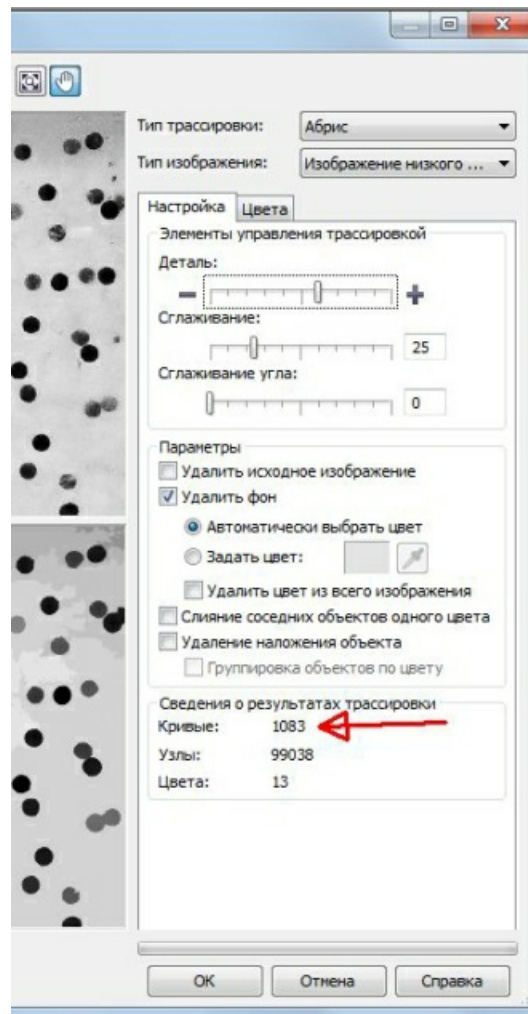 Тип трассировки: Абрис
Тип изображения: Изображение низкого ...
Настройка Цвета
Элементы управления трассировкой
Деталь:
Сглаживание:
25
Сглаживание угла:
0
Параметры
Удалить исходное изображение
Удалить фон
Автоматически выбрать цвет
Задать цвет:
Удалить цвет из всего изображения
Слияние соседних объектов одного цвета
Удаление наложения объекта
Группировка объектов по цвету
Сведения о результатах трассировки
Кривые: 1083
Узлы: 99038
Цвета: 13
OK Отмена Справка